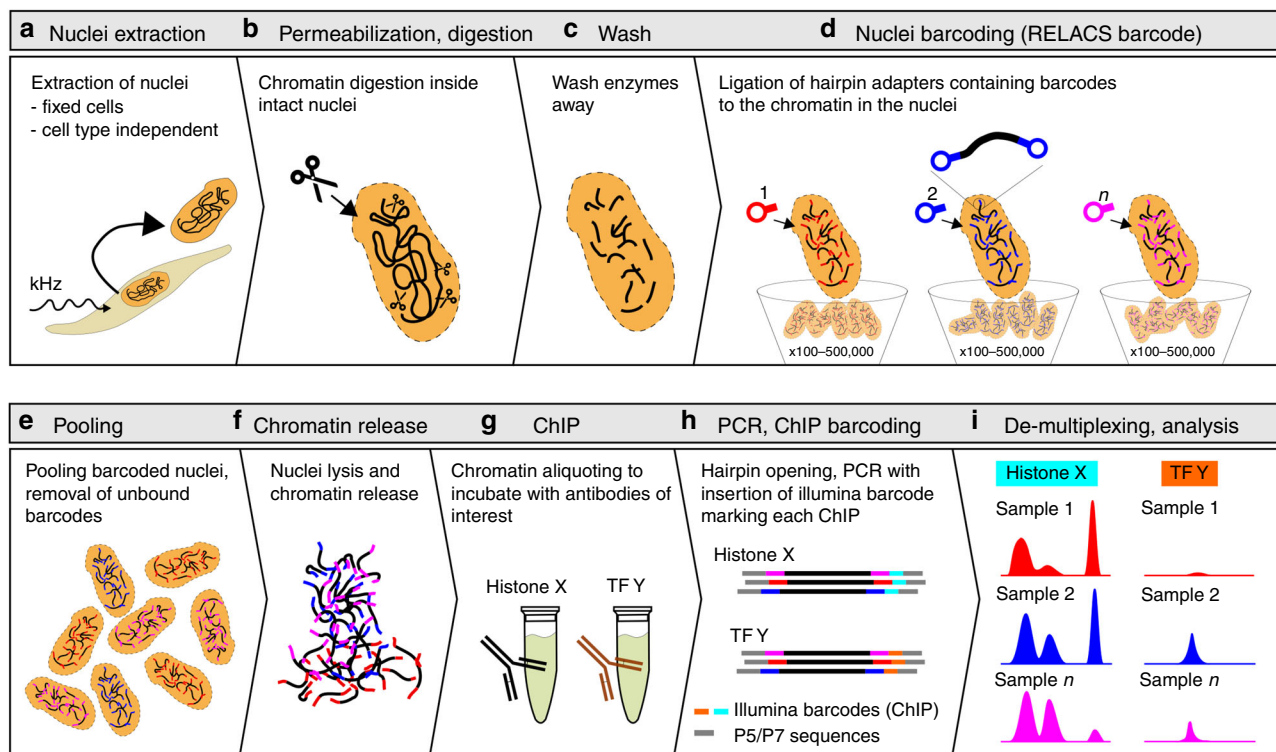 a Nuclei extraction
b Permeabilization, digestion
c Wash
d Nuclei barcoding (RELACS barcode)
Extraction of nuclei
- fixed cells
- cell type independent
kHz
Chromatin digestion inside
intact nuclei
Wash enzymes
away
Ligation of hairpin adapters containing barcodes
to the chromatin in the nuclei
1
2
n
x100–500,000
x100–500,000
x100–500,000
e Pooling
f Chromatin release
g ChIP
h PCR, ChIP barcoding
i De-multiplexing, analysis
Pooling barcoded nuclei,
removal of unbound
barcodes
Nuclei lysis and
chromatin release
Chromatin aliquoting to
incubate with antibodies of
interest
Histone X
TF Y
Hairpin opening, PCR with
insertion of illumina barcode
marking each ChIP
Histone X
TF Y
Illumina barcodes (ChIP)
P5/P7 sequences
Histone X
TF Y
Sample 1
Sample 1
Sample 2
Sample 2
Sample n
Sample n